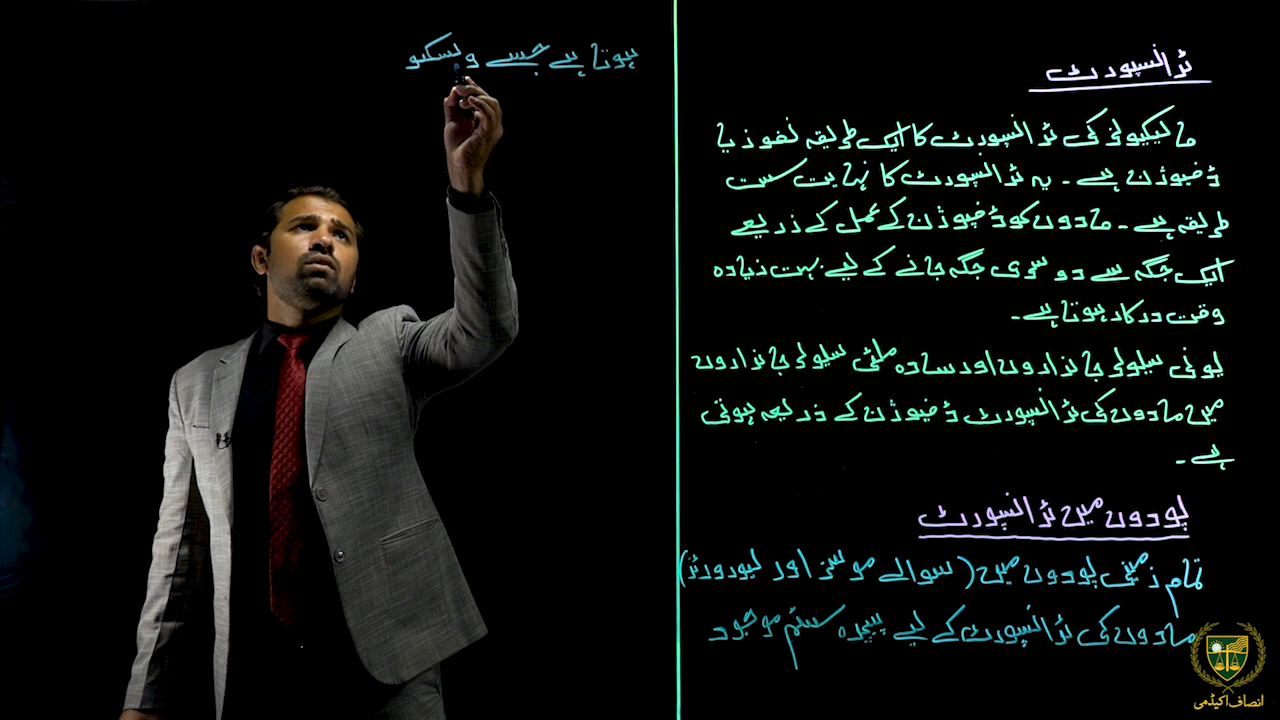 ٹرانسپورٹ
مالیکیولز کی ٹرانسپورٹ کا ایک طریقہ نفوذ یا
ڈفیوژن ہے۔ یہ ٹرانسپورٹ کا نہایت سست
طریقہ ہے۔ مادوں کو ڈفیوژن کے عمل کے ذریعے
ایک جگہ سے دوسری جگہ جانے کے لیے بہت زیادہ
وقت درکار ہوتا ہے۔
یونی سیلولر جانداروں اور سادہ ملٹی سیلولر جانداروں
میں مادوں کی ٹرانسپورٹ ڈفیوژن کے ذریعہ ہوتی
ہے۔
پودوں میں ٹرانسپورٹ
تمام زمینی پودوں میں (سوائے موسز اور لیورورٹز)
مادوں کی ٹرانسپورٹ کے لیے پیچیدہ سسٹم موجود
ہوتا ہے جسے ویسکیو
انصاف اکیڈمی